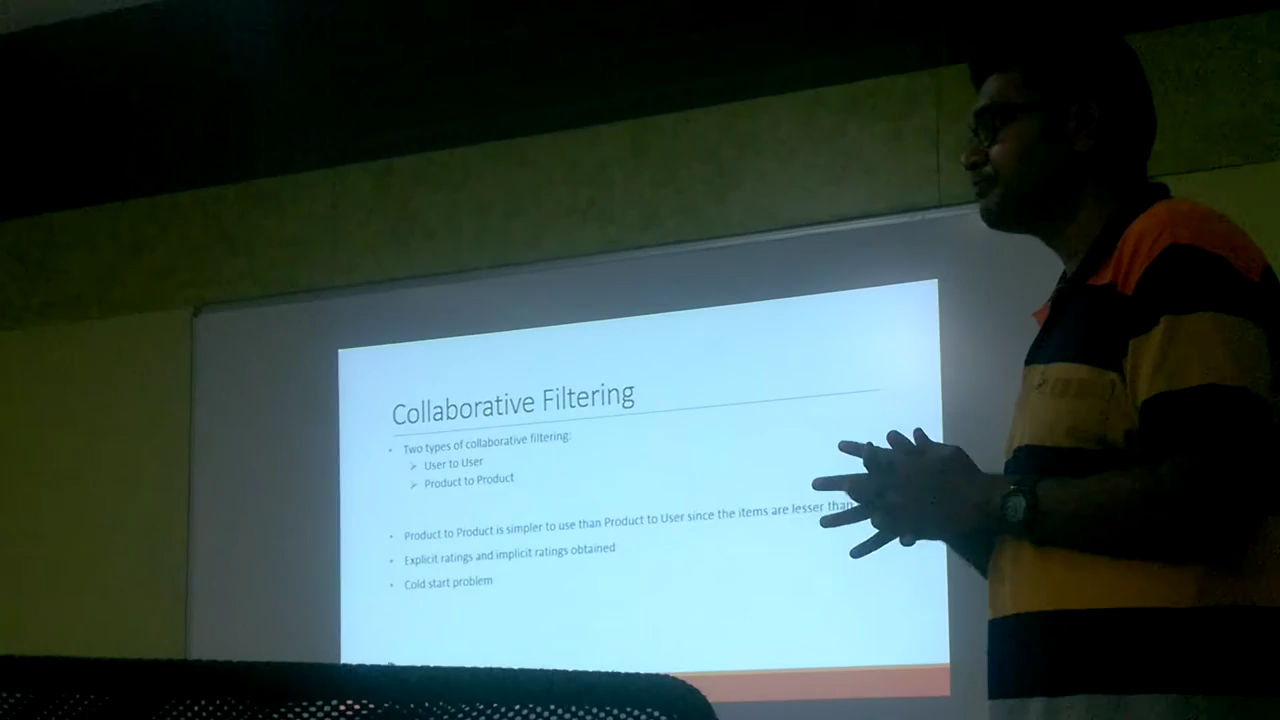 Collaborative Filtering
Two types of collaborative filtering:
User to User
Product to Product
Product to Product is simpler to use than Product to User since the items are lesser than
Explicit ratings and implicit ratings obtained
Cold start problem